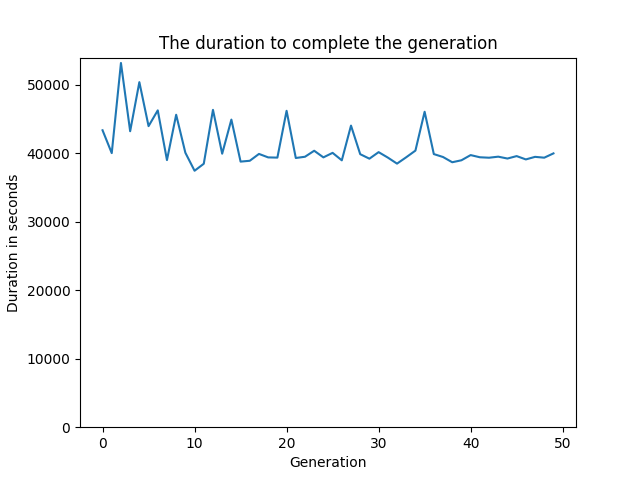 The duration to complete the generation
Duration in seconds
50000
40000
30000
20000
10000
0
0 10 20 30 40 50
Generation